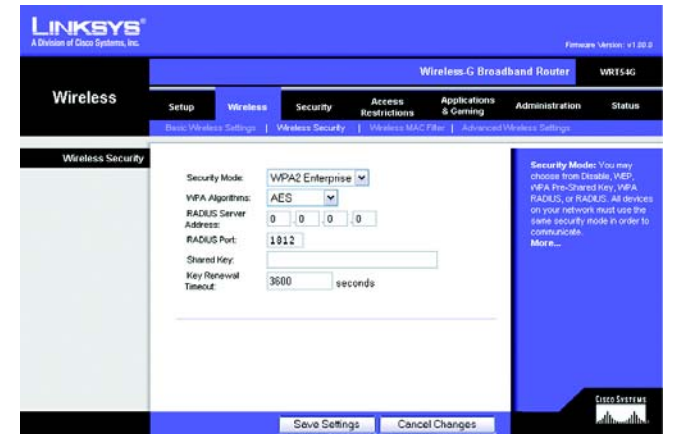 LINKSYS®
A Division of Cisco Systems, Inc.
Firmware Version: v1.00.0
Wireless-G Broadband Router
WRT54G
Wireless
Setup
Wireless
Security
Access Restrictions
Applications & Gaming
Administration
Status
Basic Wireless Settings | Wireless Security | Wireless MAC Filter | Advanced Wireless Settings
Wireless Security
Security Mode: WPA2 Enterprise
WPA Algorithms: AES
RADIUS Server Address: 0 . 0 . 0 . 0
RADIUS Port: 1812
Shared Key:
Key Renewal Timeout: 3600 seconds
Security Mode: You may
choose from Disable, WEP,
WPA Pre-Shared Key, WPA
RADIUS, or RADIUS. All devices
on your network must use the
same security mode in order to
communicate.
More...
Save Settings
Cancel Changes
CISCO SYSTEMS